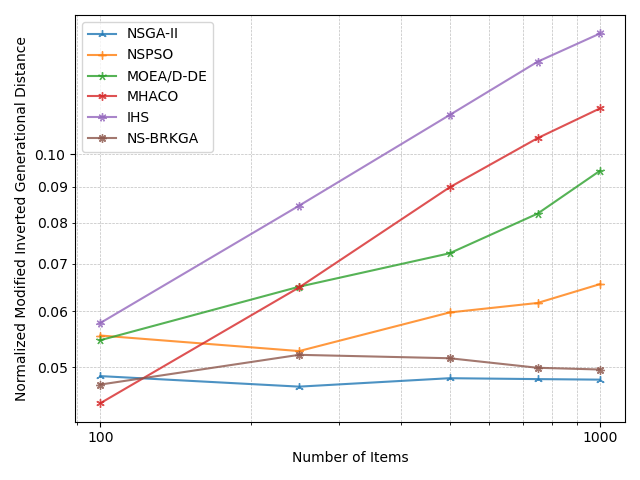 NSGA-II
NSPSO
MOEA/D-DE
MHACO
IHS
NS-BRKGA
Normalized Modified Inverted Generational Distance
0.10
0.09
0.08
0.07
0.06
0.05
100
1000
Number of Items